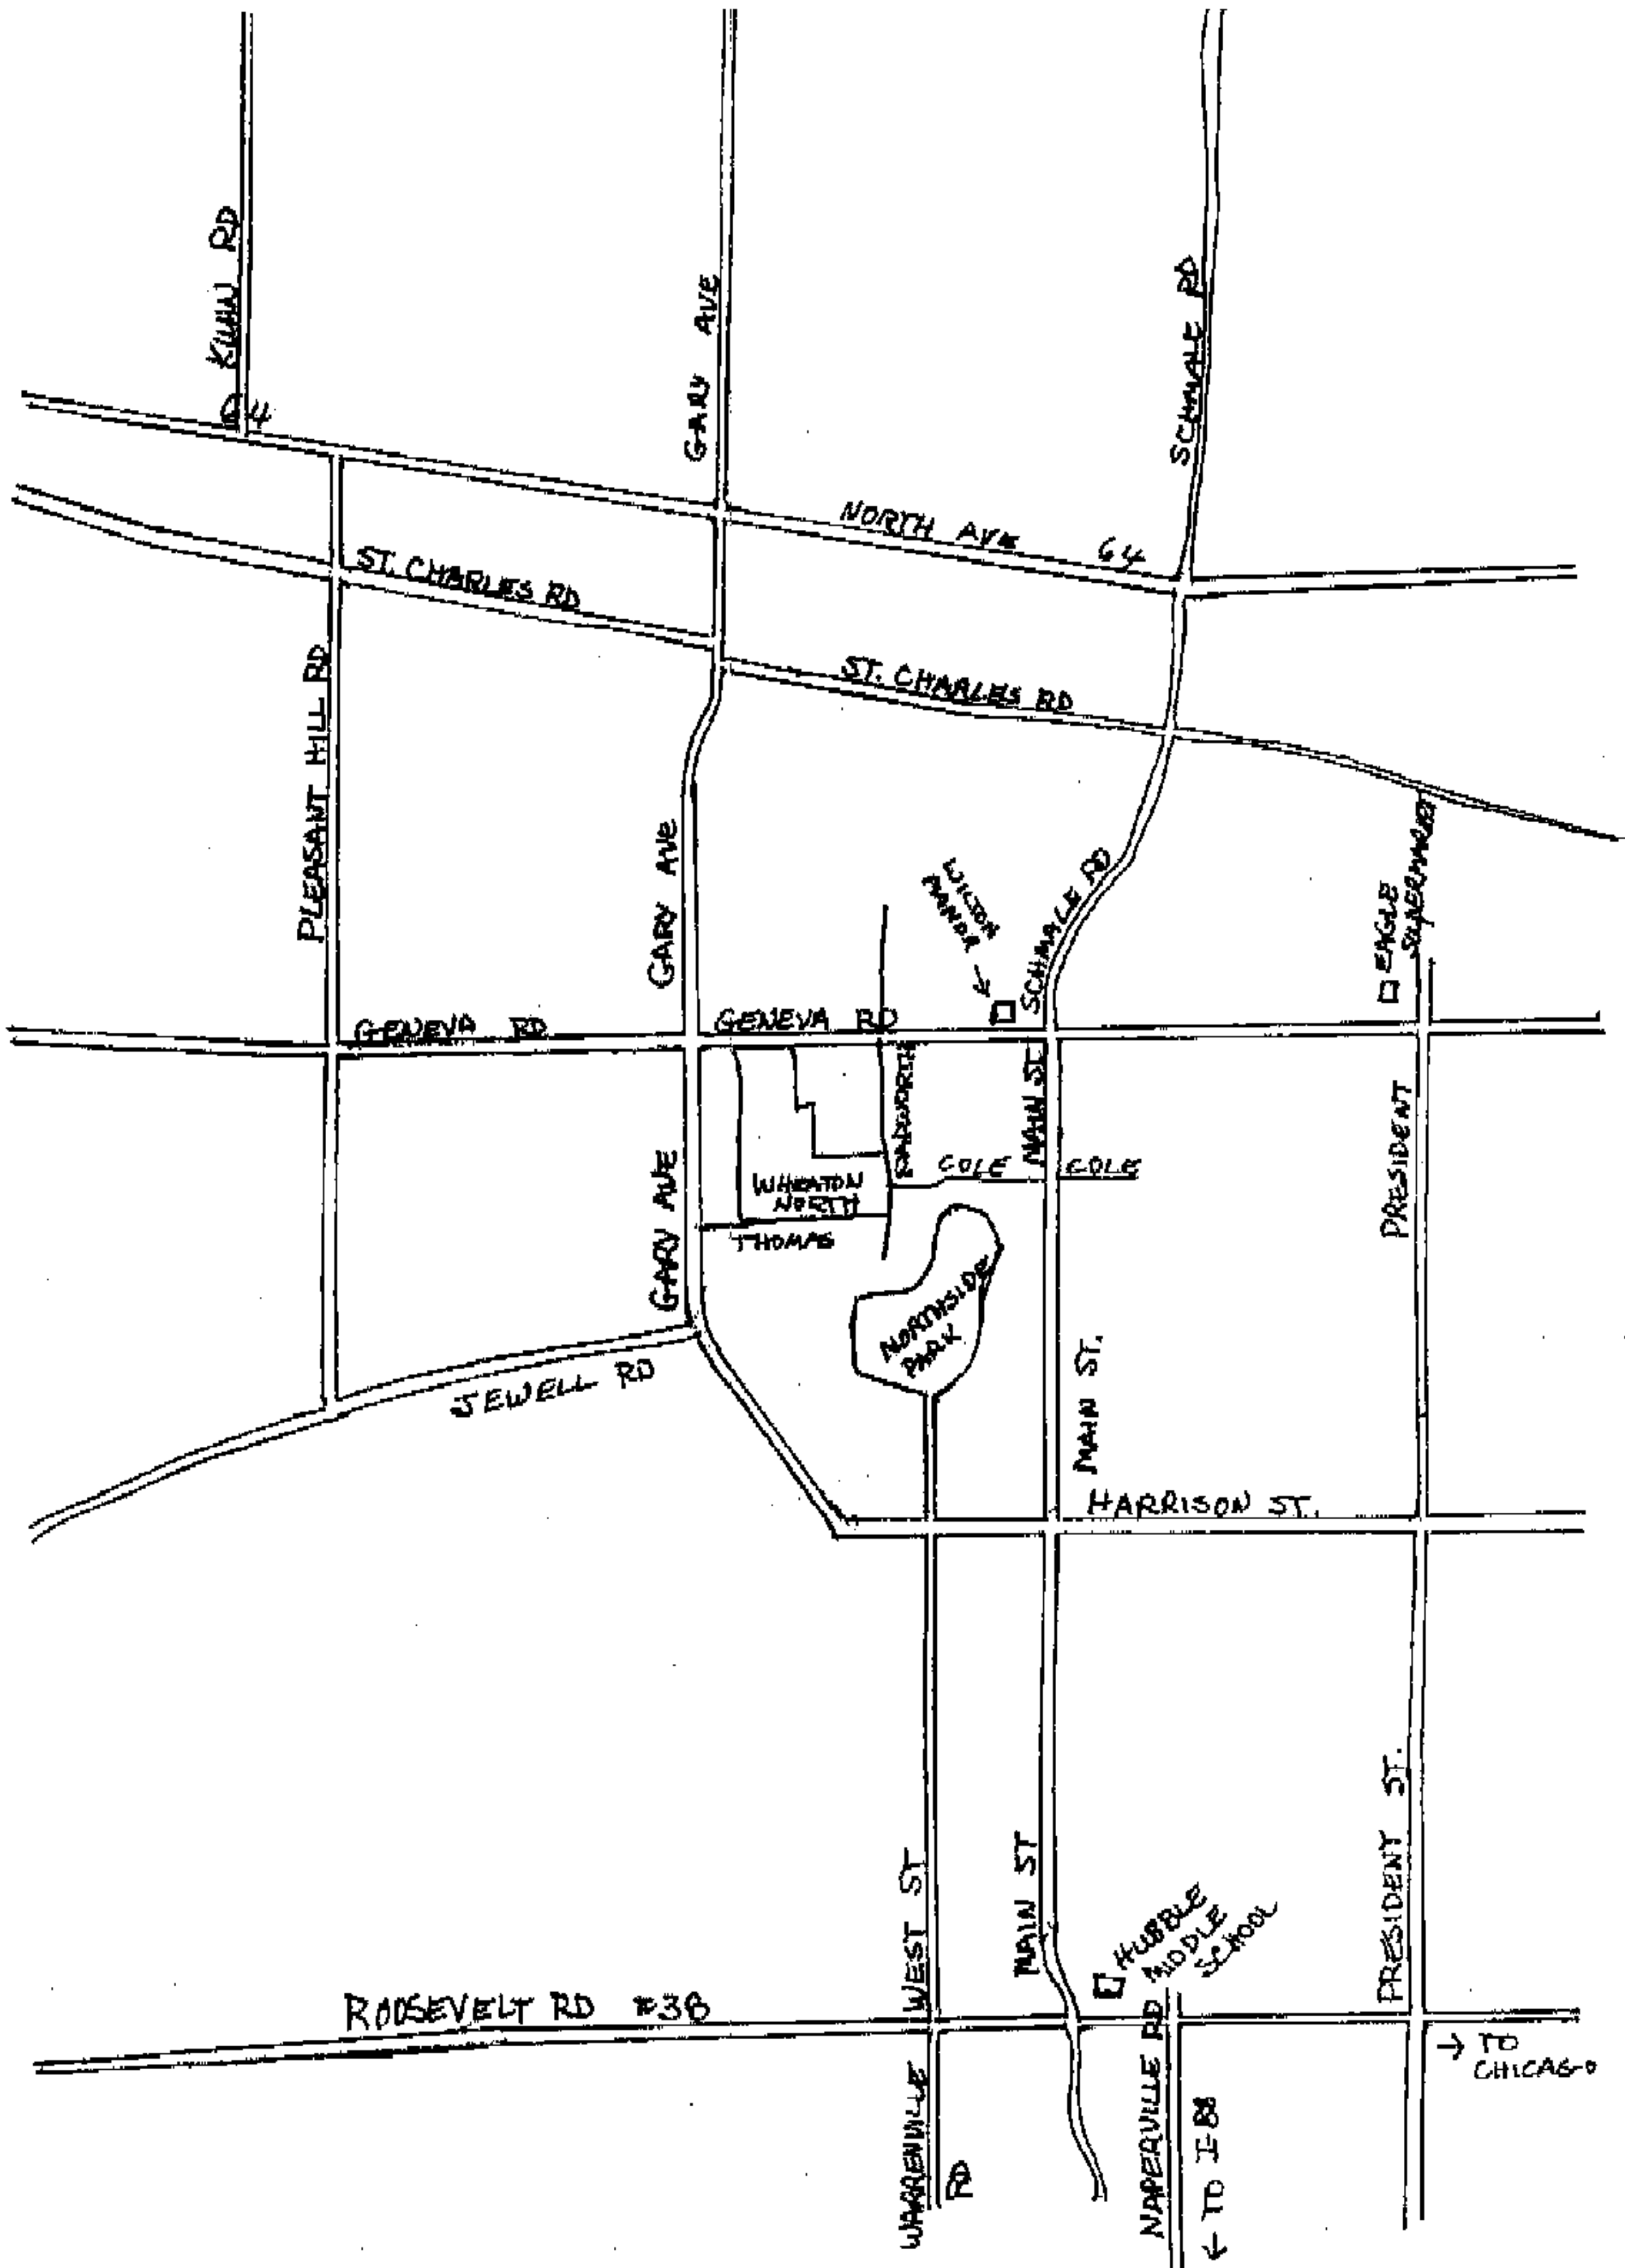 KUHN RD
GARY AVE
SCHMALE RD
64
NORTH AVE 64
ST. CHARLES RD
ST. CHARLES RD
PLEASANT HILL RD
GARY AVE
WILSON
MANOR
SCHMALE RD
EAGLE
SUPERMARKET
GENEVA RD
GENEVA RD
MAIN ST
PRESIDENT
COLE
COLE
WHEATON
NORTH
THOMAS
GARY AVE
NORTHSIDE
PARK
JEWELL RD
MAIN ST.
HARRISON ST.
WEST ST
MAIN ST
HUBBLE
MIDDLE
SCHOOL
PRESIDENT ST.
ROOSEVELT RD #38
→ TO
CHICAGO
WARRENVILLE
NAPERVILLE RD
← TO I-88